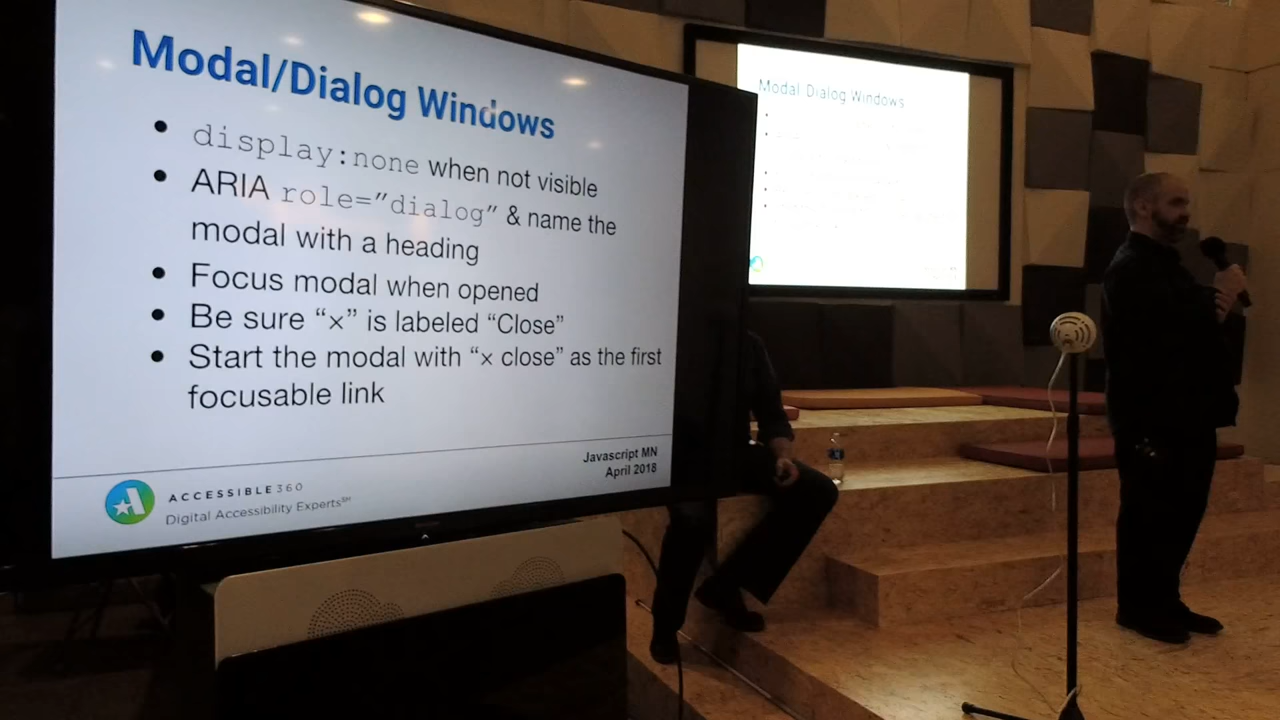 Modal/Dialog Windows
• display:none when not visible
• ARIA role=”dialog” & name the
modal with a heading
• Focus modal when opened
• Be sure “×” is labeled “Close”
• Start the modal with “× close” as the first
focusable link
Javascript MN
April 2018
ACCESSIBLE360
Digital Accessibility Experts℠
Modal Dialog Windows